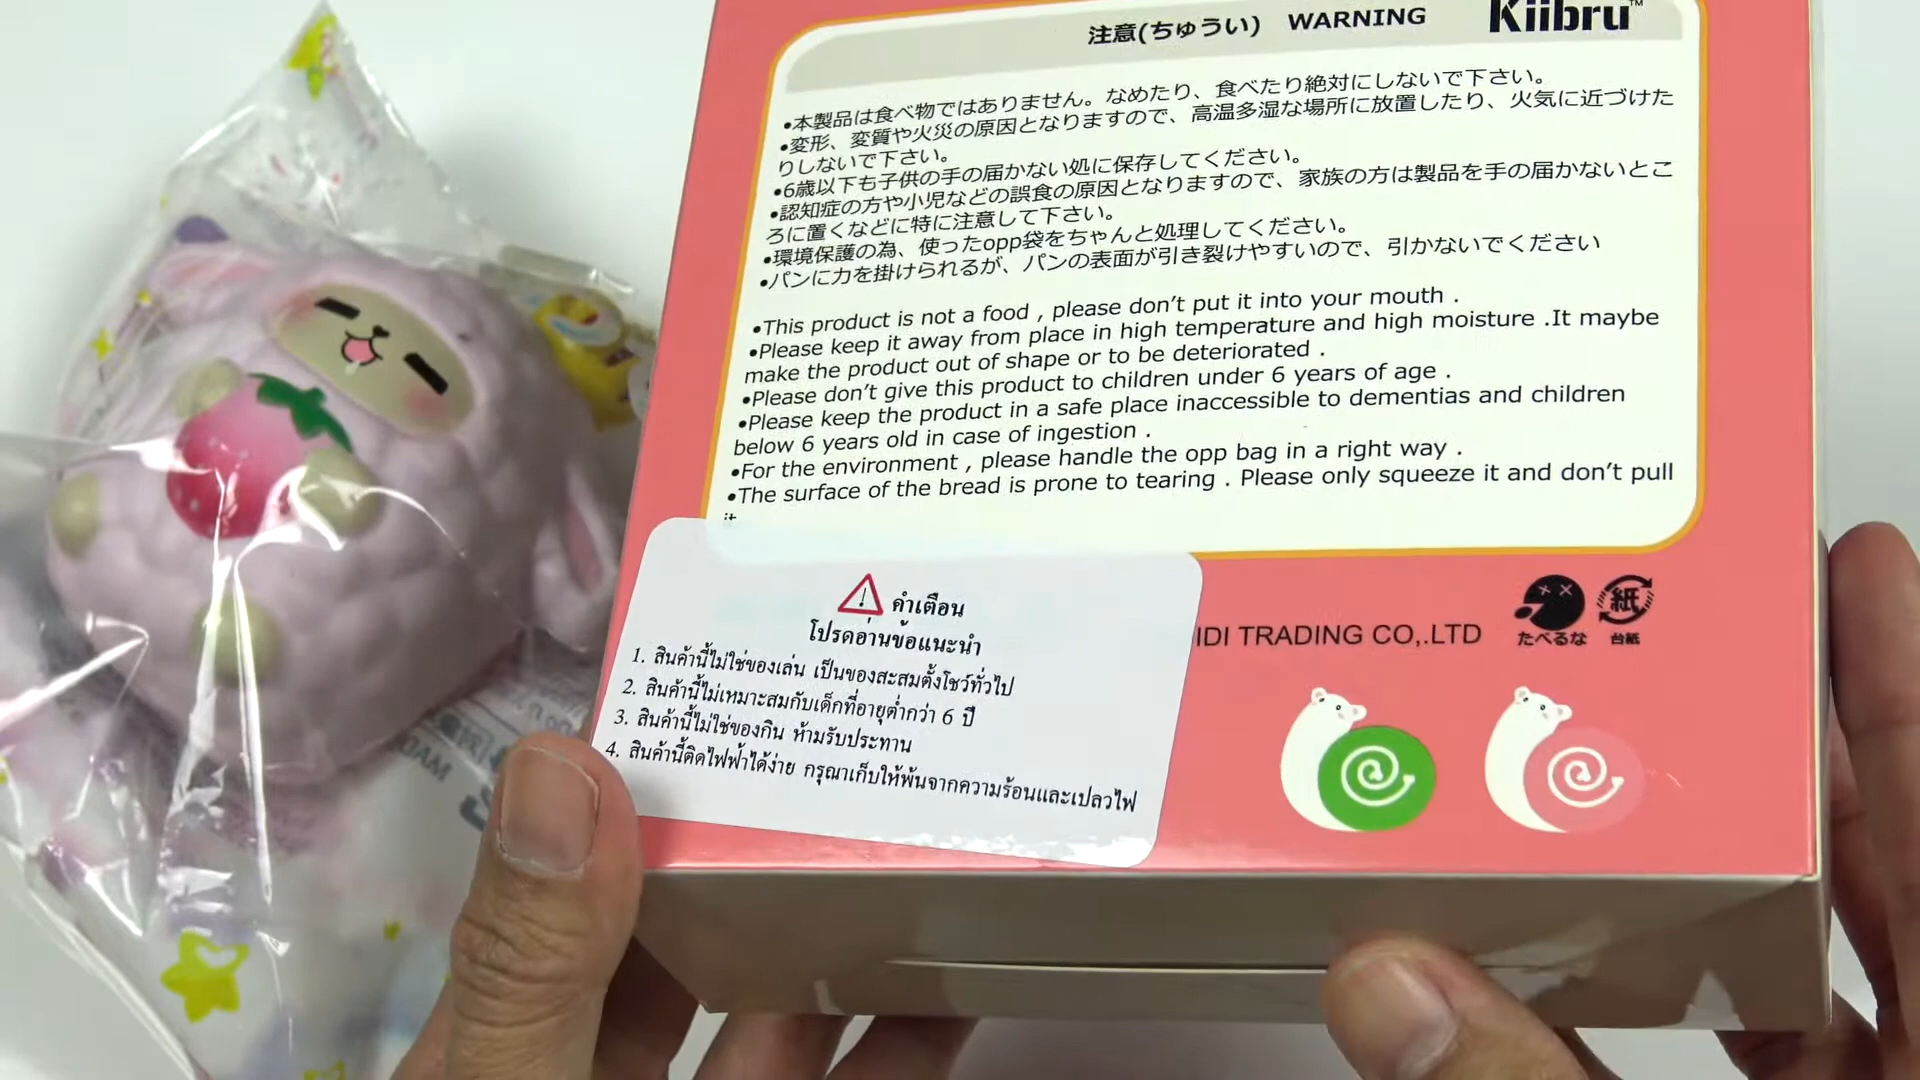 注意(ちゅうい) WARNING Kiibru™
•本製品は食べ物ではありません。なめたり、食べたり絶対にしないで下さい。
•変形、変質や火災の原因となりますので、高温多湿な場所に放置したり、火気に近づけた
りしないで下さい。
•6歳以下も子供の手の届かない処に保存してください。
•認知症の方や小児などの誤食の原因となりますので、家族の方は製品を手の届かないとこ
ろに置くなどに特に注意して下さい。
•環境保護の為、使ったopp袋をちゃんと処理してください。
•パンに力を掛けられるが、パンの表面が引き裂けやすいので、引かないでください
•This product is not a food , please don't put it into your mouth .
•Please keep it away from place in high temperature and high moisture .It maybe
make the product out of shape or to be deteriorated .
•Please don't give this product to children under 6 years of age .
•Please keep the product in a safe place inaccessible to dementias and children
below 6 years old in case of ingestion .
•For the environment , please handle the opp bag in a right way .
•The surface of the bread is prone to tearing . Please only squeeze it and don't pull
it
คำเตือน
โปรดอ่านข้อแนะนำ
1. สินค้านี้ไม่ใช่ของเล่น เป็นของสะสมตั้งโชว์ทั่วไป
2. สินค้านี้ไม่เหมาะสมกับเด็กที่อายุต่ำกว่า 6 ปี
3. สินค้านี้ไม่ใช่ของกิน ห้ามรับประทาน
4. สินค้านี้ติดไฟฟ้าได้ง่าย กรุณาเก็บให้พ้นจากความร้อนและเปลวไฟ
IDI TRADING CO,.LTD
たべるな
紙
台紙